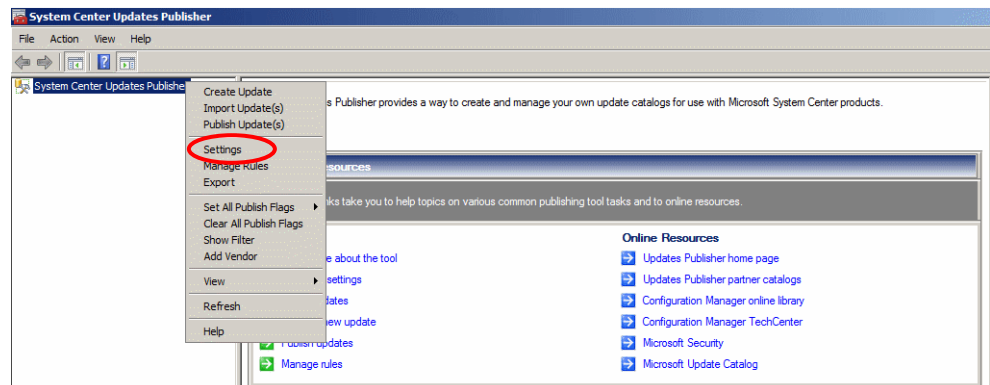 System Center Updates Publisher
File Action View Help
System Center Updates Publishe
Create Update
Import Update(s)
Publish Update(s)
Settings
Manage Rules
Export
Set All Publish Flags
Clear All Publish Flags
Show Filter
Add Vendor
View
Refresh
Help
s Publisher provides a way to create and manage your own update catalogs for use with Microsoft System Center products.
sources
ks take you to help topics on various common publishing tool tasks and to online resources.
e about the tool
settings
dates
ew update
Publish updates
Manage rules
Online Resources
Updates Publisher home page
Updates Publisher partner catalogs
Configuration Manager online library
Configuration Manager TechCenter
Microsoft Security
Microsoft Update Catalog